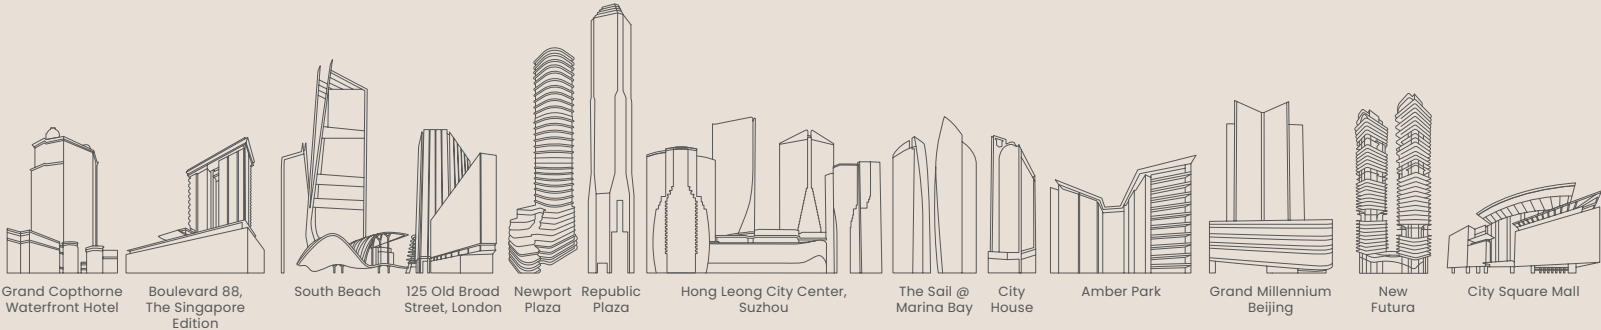 Grand Copthorne
Waterfront Hotel
Boulevard 88,
The Singapore
Edition
South Beach
125 Old Broad
Street, London
Newport
Plaza
Republic
Plaza
Hong Leong City Center,
Suzhou
The Sail @
Marina Bay
City
House
Amber Park
Grand Millennium
Beijing
New
Futura
City Square Mall